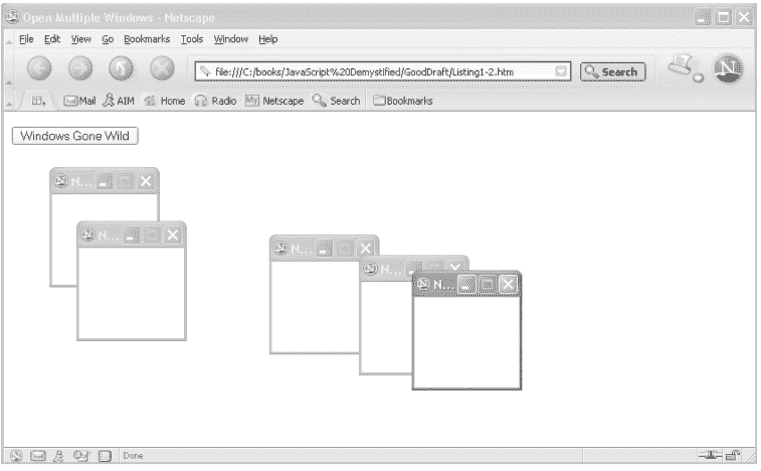 Open Multiple Windows - Netscape
File Edit View Go Bookmarks Tools Window Help
file:///C:/books/JavaScript%20Demystified/GoodDraft/Listing1-2.htm Search N
Mail AIM Home Radio My Netscape Search Bookmarks
Windows Gone Wild
N...
N...
N...
N...
N...
Done